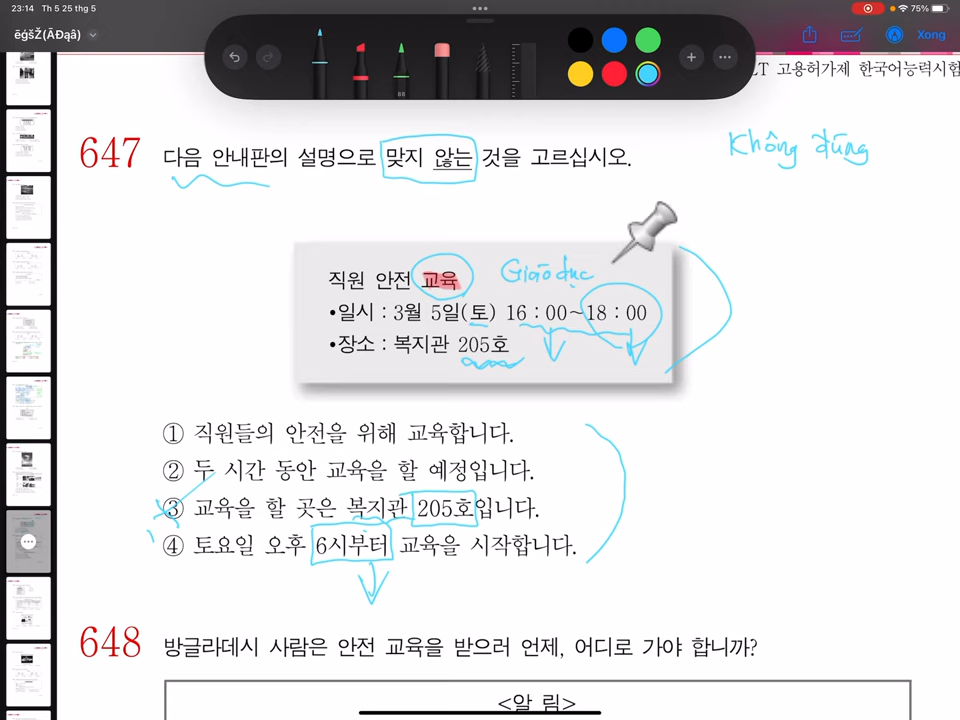 23:14 Th 5 25 thg 5
75%
ēģšŽ(ÃĐąâ)
Xong
고용허가제 한국어능력시험
647 다음 안내판의 설명으로 맞지 않는 것을 고르십시오.
Không đúng
직원 안전 교육 Giáo dục
•일시 : 3월 5일(토) 16 : 00~18 : 00
•장소 : 복지관 205호
① 직원들의 안전을 위해 교육합니다.
② 두 시간 동안 교육을 할 예정입니다.
③ 교육을 할 곳은 복지관 205호입니다.
④ 토요일 오후 6시부터 교육을 시작합니다.
648 방글라데시 사람은 안전 교육을 받으러 언제, 어디로 가야 합니까?
<알 림>